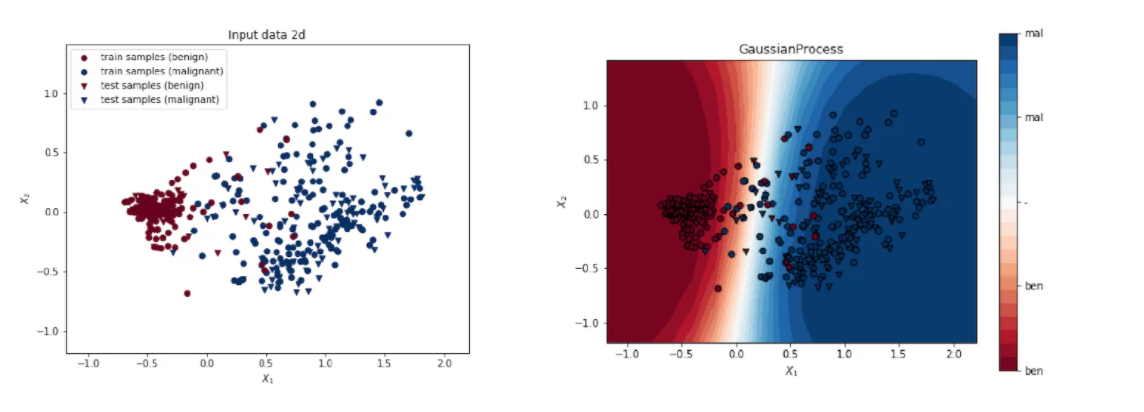 Input data 2d
train samples (benign)
train samples (malignant)
test samples (benign)
test samples (malignant)
1.0
0.5
0.0
−0.5
−1.0
X₂
−1.0 −0.5 0.0 0.5 1.0 1.5 2.0
X₁
GaussianProcess
1.0
0.5
0.0
−0.5
−1.0
X₂
−1.0 −0.5 0.0 0.5 1.0 1.5 2.0
X₁
mal
mal
-
ben
ben